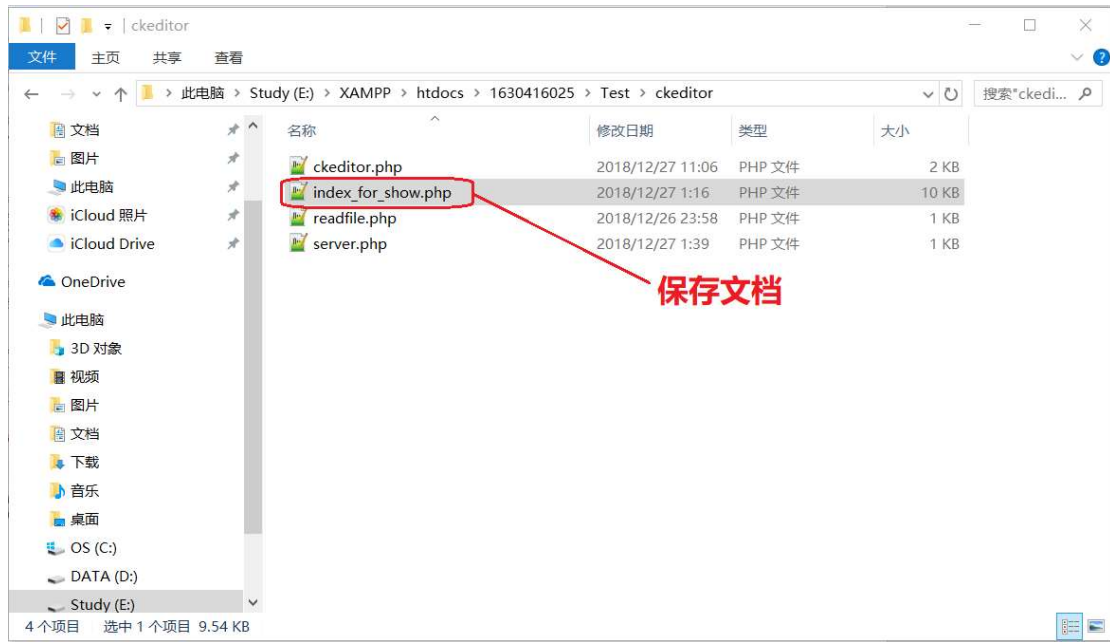 ckeditor
文件 主页 共享 查看
此电脑 > Study (E:) > XAMPP > htdocs > 1630416025 > Test > ckeditor
搜索"ckedi...
文档
图片
此电脑
iCloud 照片
iCloud Drive
OneDrive
此电脑
3D 对象
视频
图片
文档
下载
音乐
桌面
OS (C:)
DATA (D:)
Study (E:)
名称 修改日期 类型 大小
ckeditor.php 2018/12/27 11:06 PHP 文件 2 KB
index_for_show.php 2018/12/27 1:16 PHP 文件 10 KB
readfile.php 2018/12/26 23:58 PHP 文件 1 KB
server.php 2018/12/27 1:39 PHP 文件 1 KB
保存文档
4 个项目 选中 1 个项目 9.54 KB